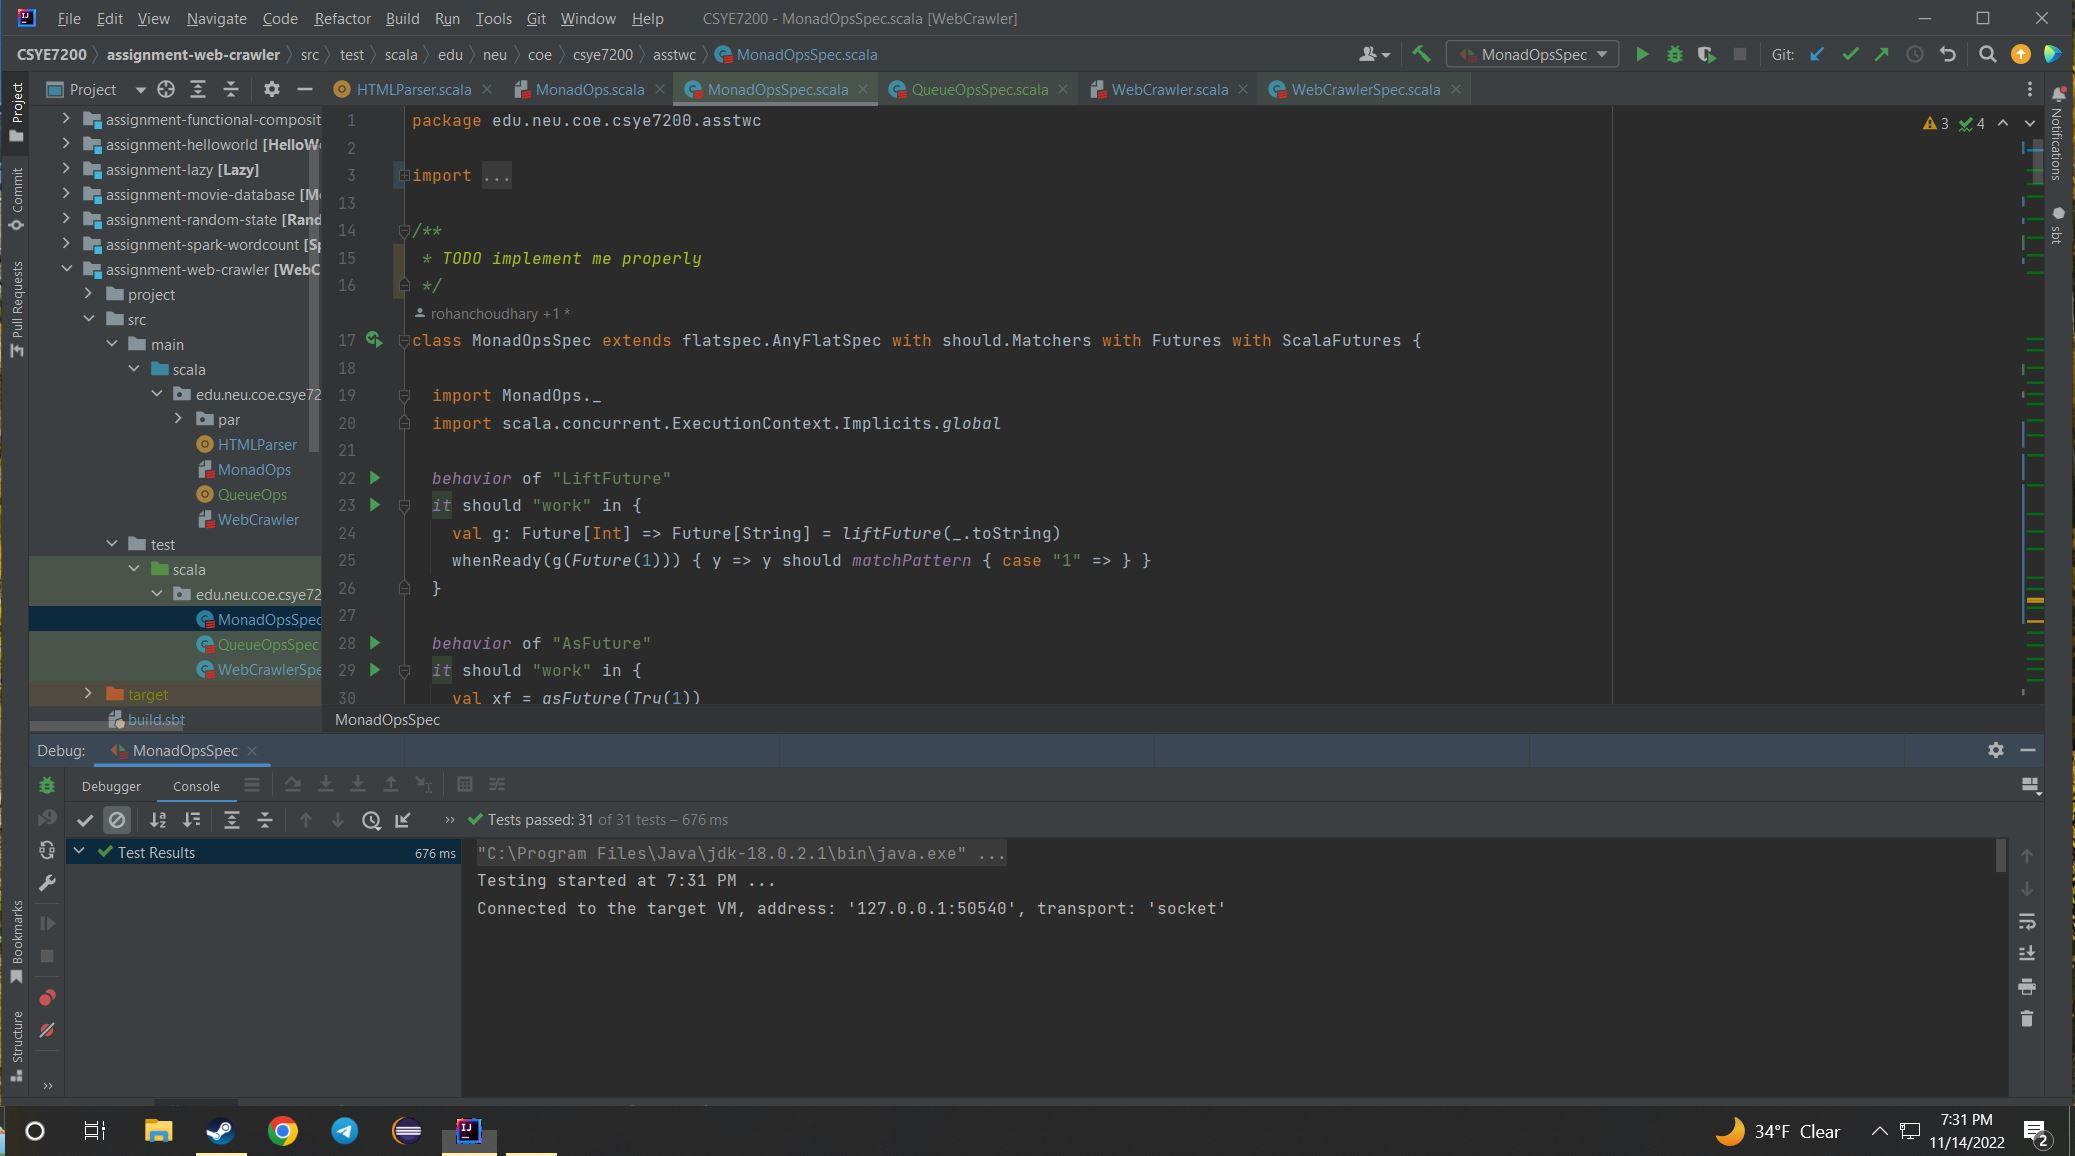 File Edit View Navigate Code Refactor Build Run Tools Git Window Help CSYE7200 - MonadOpsSpec.scala [WebCrawler]
CSYE7200 assignment-web-crawler src test scala edu neu coe csye7200 asstwc MonadOpsSpec.scala MonadOpsSpec Git:
Project HTMLParser.scala MonadOps.scala MonadOpsSpec.scala QueueOpsSpec.scala WebCrawler.scala WebCrawlerSpec.scala
Project
Commit
Pull Requests
Bookmarks
Structure
Notifications
sbt
assignment-functional-composit
assignment-helloworld [HelloW
assignment-lazy [Lazy]
assignment-movie-database [M
assignment-random-state [Rand
assignment-spark-wordcount [S
assignment-web-crawler [WebC
project
src
main
scala
edu.neu.coe.csye72
par
HTMLParser
MonadOps
QueueOps
WebCrawler
test
scala
edu.neu.coe.csye72
MonadOpsSpec
QueueOpsSpec
WebCrawlerSpe
target
build.sbt
3 4
1 package edu.neu.coe.csye7200.asstwc
2
3 import ...
13
14 /**
15 * TODO implement me properly
16 */
rohanchoudhary +1 *
17 class MonadOpsSpec extends flatspec.AnyFlatSpec with should.Matchers with Futures with ScalaFutures {
18
19 import MonadOps._
20 import scala.concurrent.ExecutionContext.Implicits.global
21
22 behavior of "LiftFuture"
23 it should "work" in {
24 val g: Future[Int] => Future[String] = liftFuture(_.toString)
25 whenReady(g(Future(1))) { y => y should matchPattern { case "1" => } }
26 }
27
28 behavior of "AsFuture"
29 it should "work" in {
30 val xf = asFuture(Try(1))
MonadOpsSpec
Debug: MonadOpsSpec
Debugger Console
Tests passed: 31 of 31 tests – 676 ms
Test Results 676 ms
"C:\Program Files\Java\jdk-18.0.2.1\bin\java.exe" ...
Testing started at 7:31 PM ...
Connected to the target VM, address: '127.0.0.1:50540', transport: 'socket'
34°F Clear
7:31 PM
11/14/2022
2